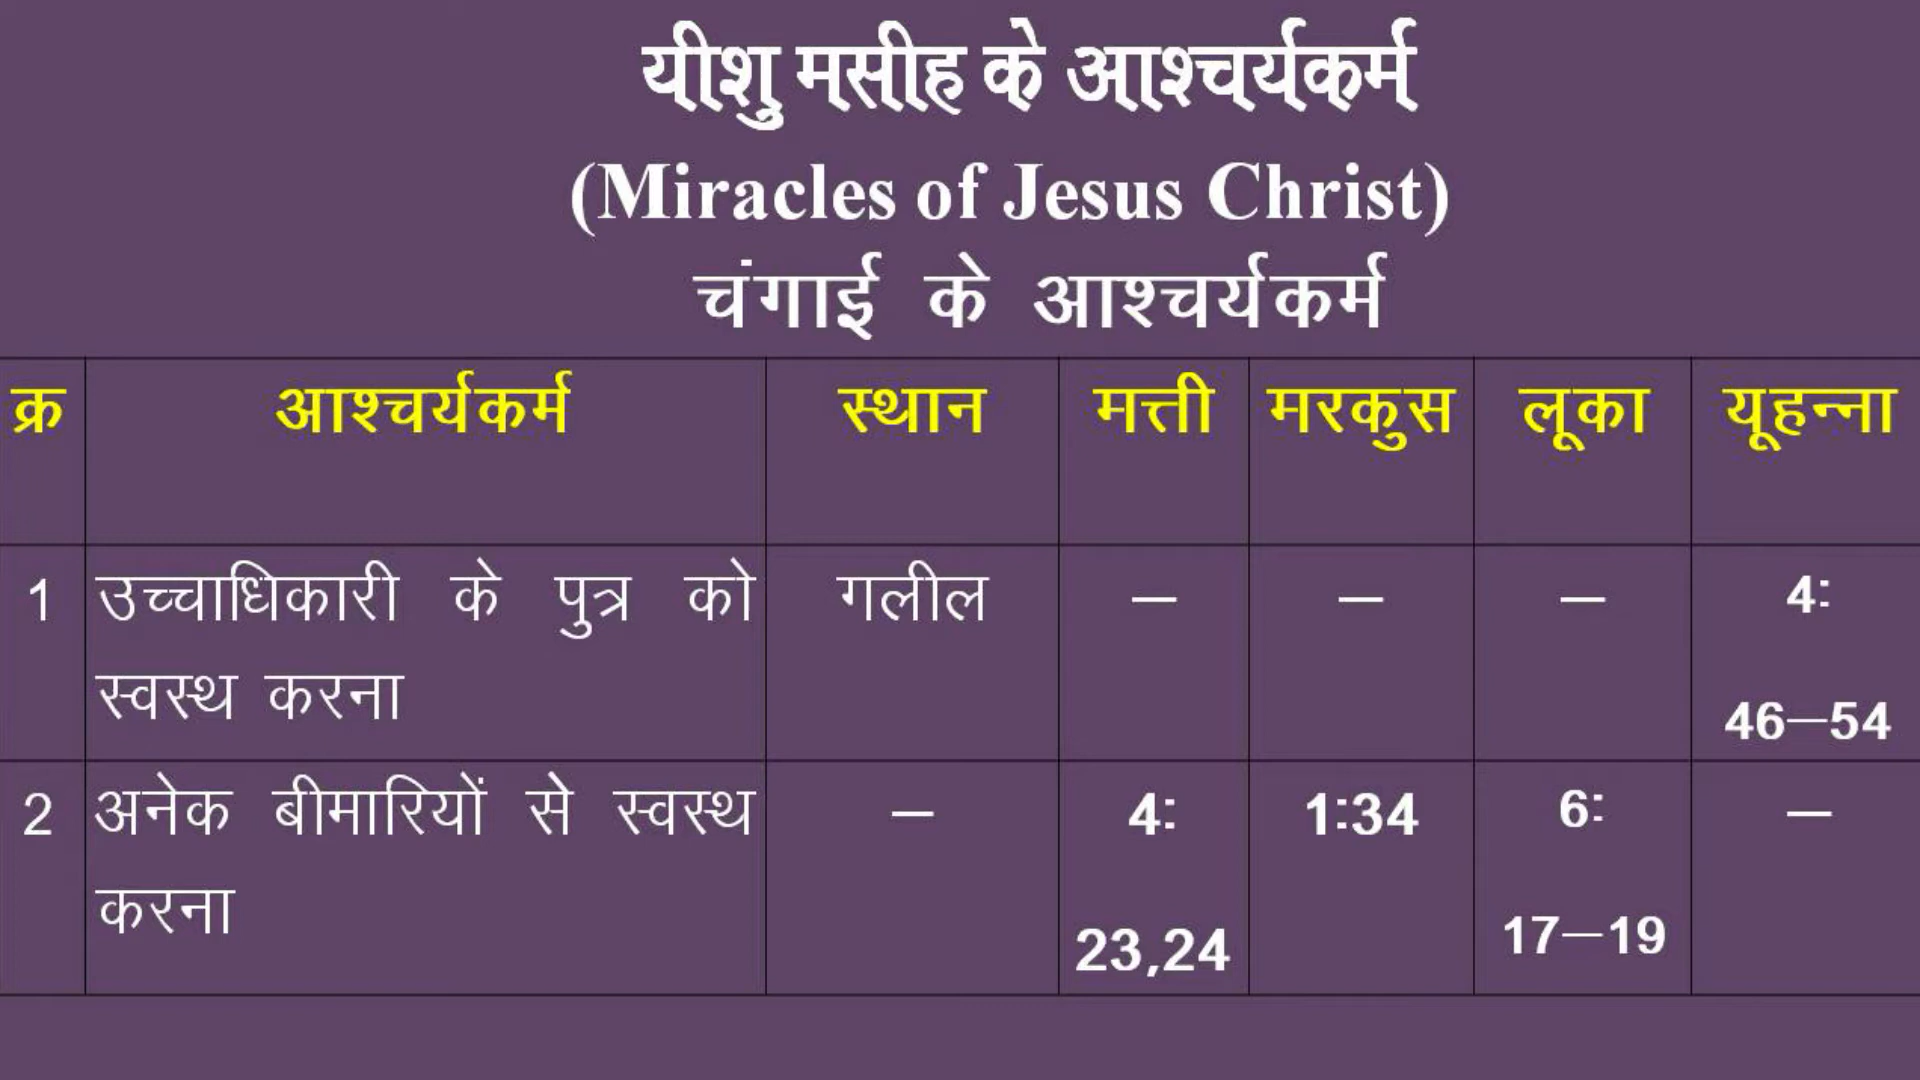 यीशु मसीह के आश्चर्यकर्म
(Miracles of Jesus Christ)
चंगाई के आश्चर्यकर्म
क्र आश्चर्यकर्म स्थान मत्ती मरकुस लूका यूहन्ना
1 उच्चाधिकारी के पुत्र को गलील – – – 4:
स्वस्थ करना 46–54
2 अनेक बीमारियों से स्वस्थ – 4: 1:34 6: –
करना 23,24 17–19